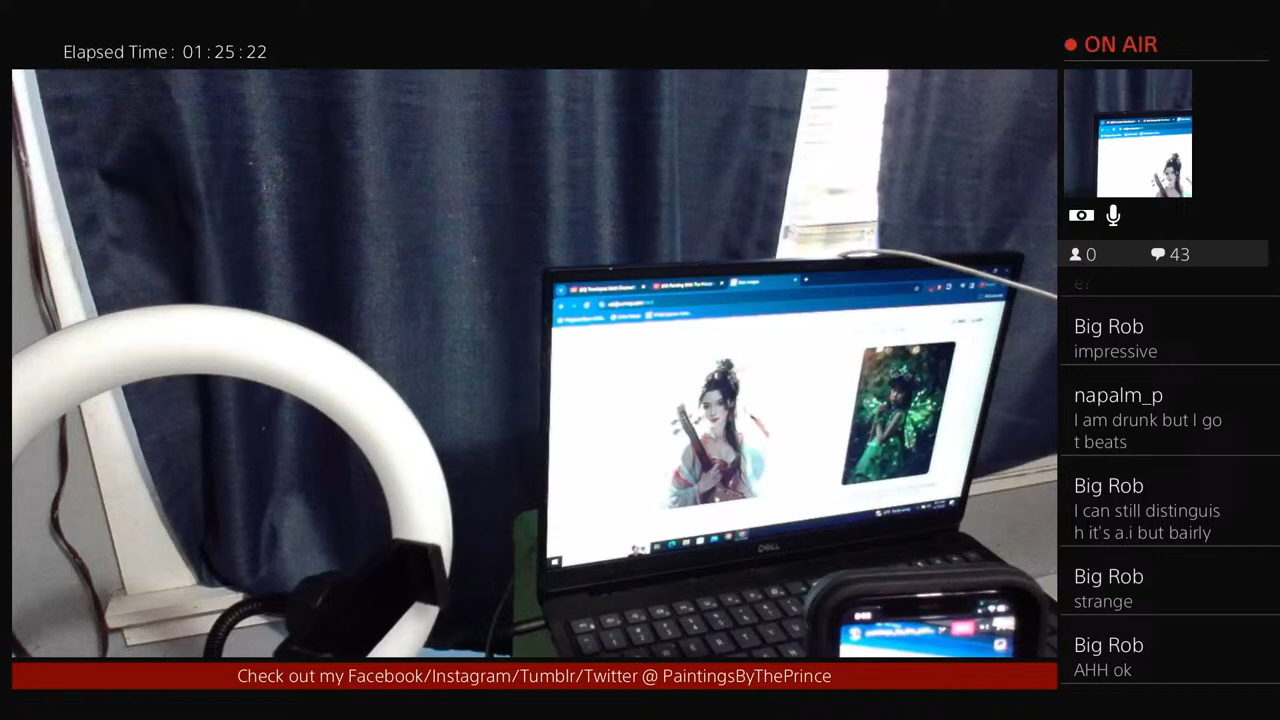 Elapsed Time: 01:25:22
ON AIR
0
43
Big Rob
impressive
napalm_p
I am drunk but I go
t beats
Big Rob
I can still distinguis
h it's a.i but bairly
Big Rob
strange
Big Rob
AHH ok
DELL
Check out my Facebook/Instagram/Tumblr/Twitter @ PaintingsByThePrince